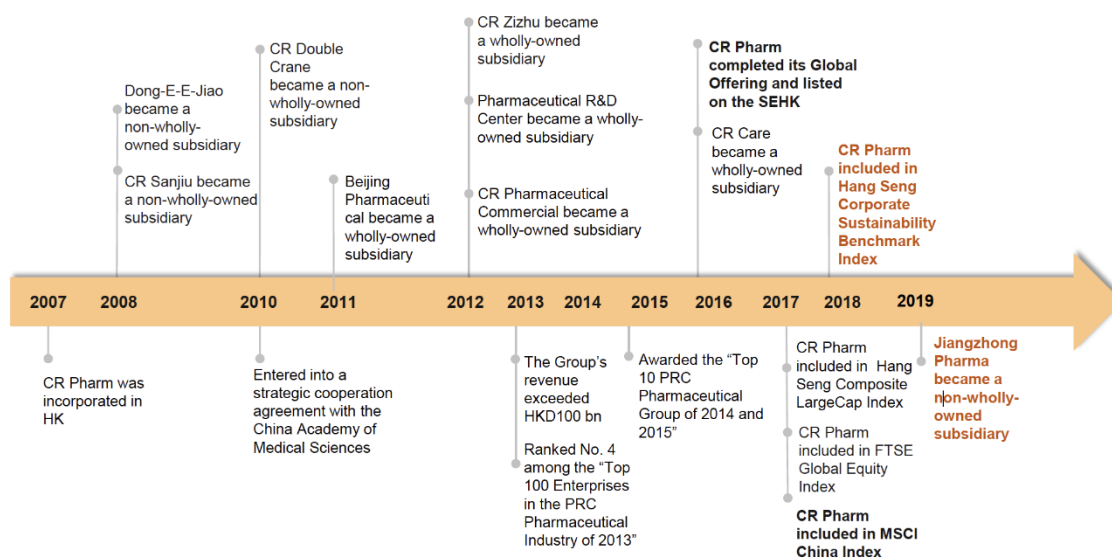 CR Zizhu became
a wholly-owned
subsidiary
CR Double
Crane
became a non-
wholly-owned
subsidiary
CR Pharm
completed its Global
Offering and listed
on the SEHK
Dong-E-E-Jiao
became a
non-wholly-
owned subsidiary
Pharmaceutical R&D
Center became a wholly-
owned subsidiary
CR Care
became a
wholly-owned
subsidiary
CR Pharm
included in
Hang Seng
Corporate
Sustainability
Benchmark
Index
CR Sanjiu became
a non-wholly-owned
subsidiary
Beijing
Pharmaceuti
cal became a
wholly-owned
subsidiary
CR Pharmaceutical
Commercial became a
wholly-owned subsidiary
2007 2008 2010 2011 2012 2013 2014 2015 2016 2017 2018 2019
CR Pharm was
incorporated in
HK
Entered into a
strategic cooperation
agreement with the
China Academy of
Medical Sciences
The Group's
revenue
exceeded
HKD100 bn
Ranked No. 4
among the “Top
100 Enterprises
in the PRC
Pharmaceutical
Industry of 2013”
Awarded the “Top
10 PRC
Pharmaceutical
Group of 2014 and
2015”
CR Pharm
included in Hang
Seng Composite
LargeCap Index
CR Pharm
included in FTSE
Global Equity
Index
CR Pharm
included in MSCI
China Index
Jiangzhong
Pharma
became a
non-wholly-
owned
subsidiary